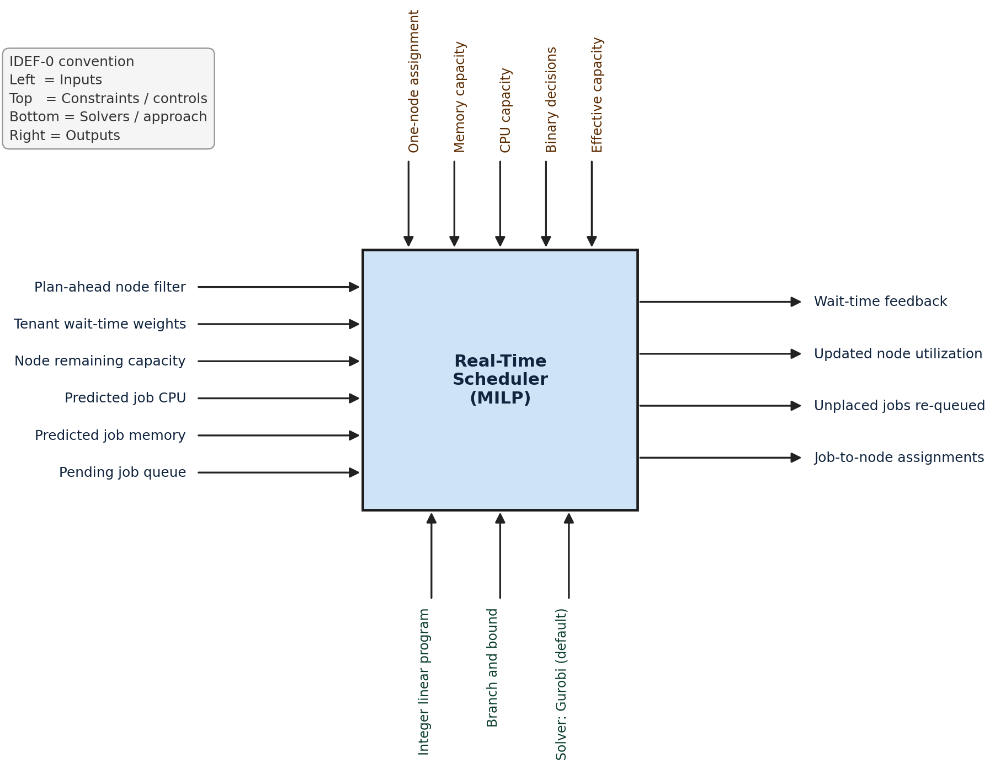 One-node assignment
Memory capacity
CPU capacity
Binary decisions
Effective capacity
IDEF-0 convention
Left  = Inputs
Top   = Constraints / controls
Bottom = Solvers / approach
Right = Outputs
Plan-ahead node filter
Tenant wait-time weights
Node remaining capacity
Predicted job CPU
Predicted job memory
Pending job queue
Real-Time
Scheduler
(MILP)
Wait-time feedback
Updated node utilization
Unplaced jobs re-queued
Job-to-node assignments
Integer linear program
Branch and bound
Solver: Gurobi (default)